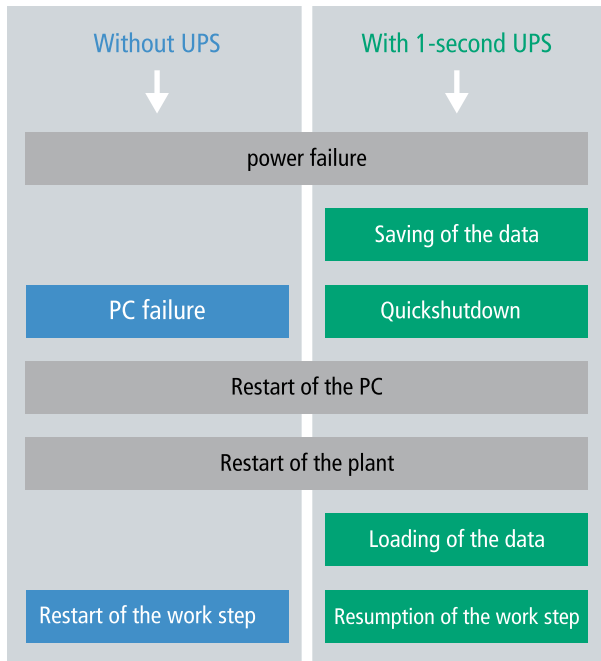 Without UPS
With 1-second UPS
power failure
Saving of the data
PC failure
Quickshutdown
Restart of the PC
Restart of the plant
Loading of the data
Restart of the work step
Resumption of the work step